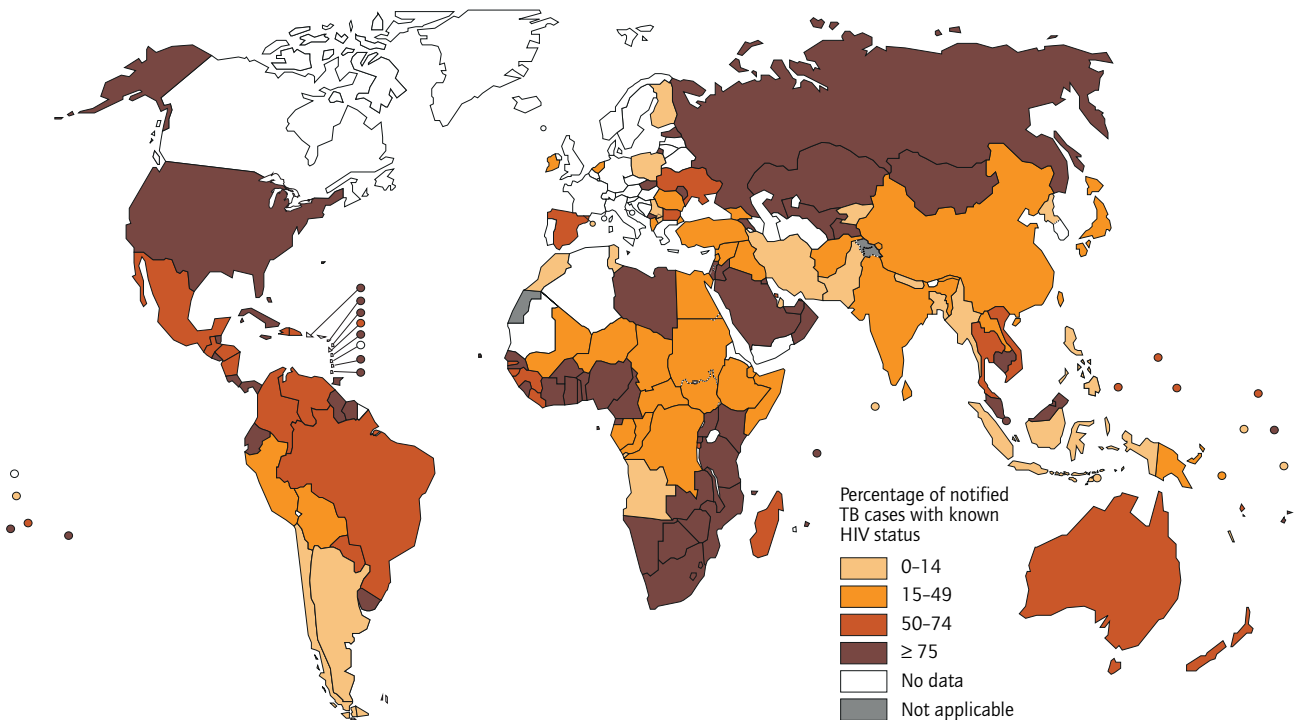 Percentage of notified
TB cases with known
HIV status
0–14
15–49
50–74
≥ 75
No data
Not applicable